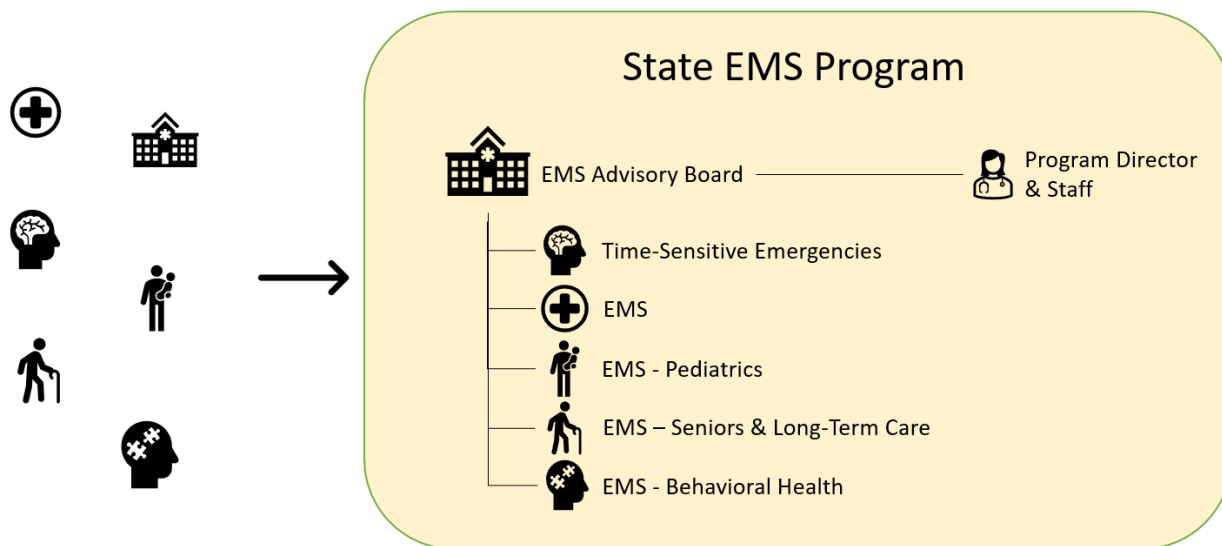 State EMS Program
EMS Advisory Board
Program Director
& Staff
Time-Sensitive Emergencies
EMS
EMS - Pediatrics
EMS – Seniors & Long-Term Care
EMS - Behavioral Health